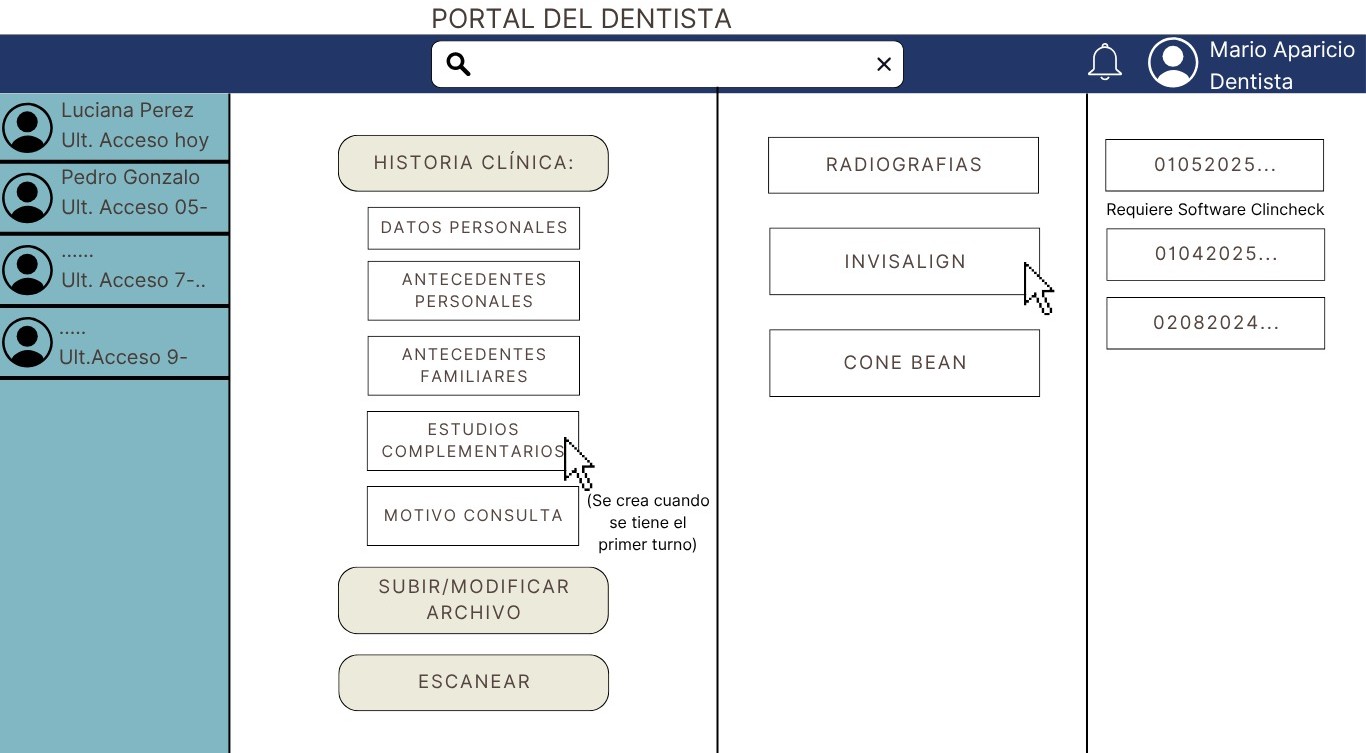 PORTAL DEL DENTISTA
Mario Aparicio
Dentista
Luciana Perez
Ult. Acceso hoy
Pedro Gonzalo
Ult. Acceso 05-
......
Ult. Acceso 7-..
.....
Ult.Acceso 9-
HISTORIA CLÍNICA:
DATOS PERSONALES
ANTECEDENTES
PERSONALES
ANTECEDENTES
FAMILIARES
ESTUDIOS
COMPLEMENTARIOS
MOTIVO CONSULTA
(Se crea cuando
se tiene el
primer turno)
SUBIR/MODIFICAR
ARCHIVO
ESCANEAR
RADIOGRAFIAS
INVISALIGN
CONE BEAN
01052025...
Requiere Software Clincheck
01042025...
02082024...